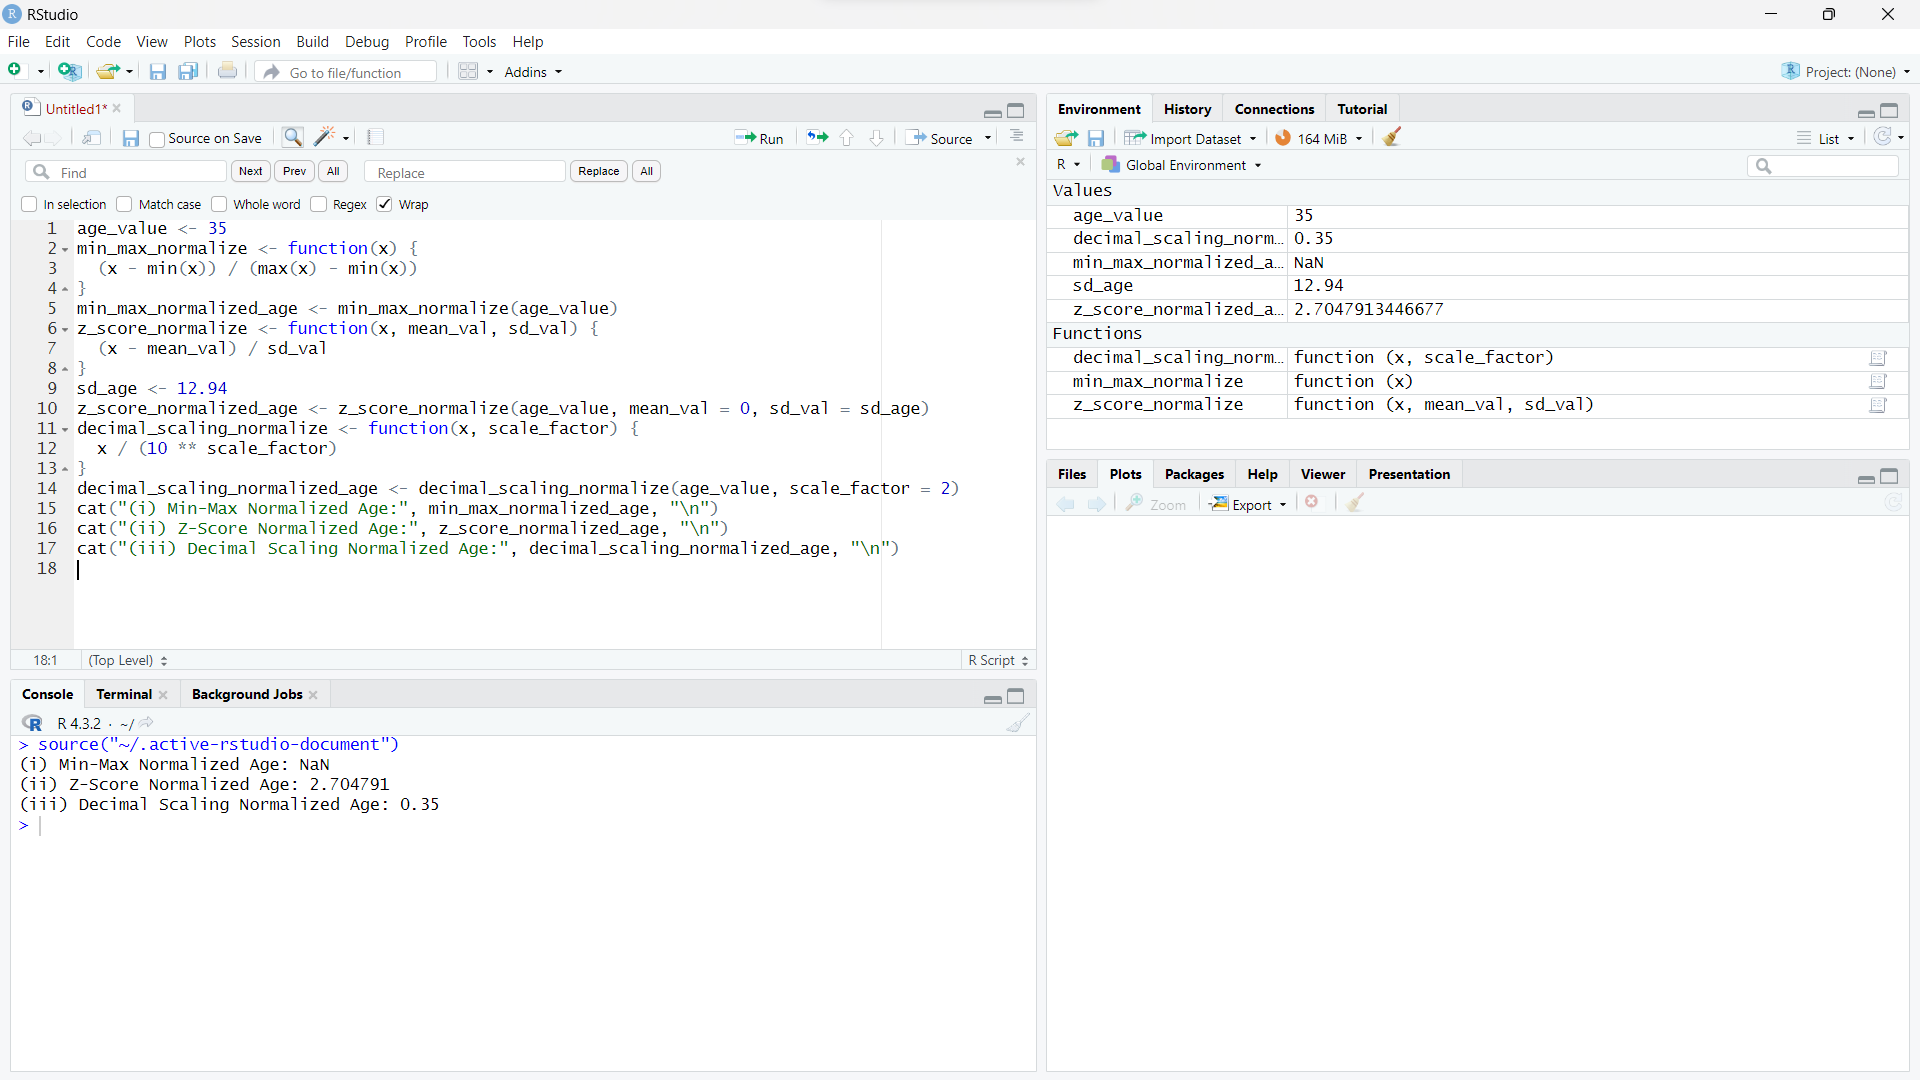 RStudio
File Edit Code View Plots Session Build Debug Profile Tools Help
Go to file/function Addins Project: (None)
Untitled1*
Source on Save Run Source
Find Next Prev All Replace Replace All
In selection Match case Whole word Regex Wrap
1 age_value <- 35
2 min_max_normalize <- function(x) {
3 (x - min(x)) / (max(x) - min(x))
4 }
5 min_max_normalized_age <- min_max_normalize(age_value)
6 z_score_normalize <- function(x, mean_val, sd_val) {
7 (x - mean_val) / sd_val
8 }
9 sd_age <- 12.94
10 z_score_normalized_age <- z_score_normalize(age_value, mean_val = 0, sd_val = sd_age)
11 decimal_scaling_normalize <- function(x, scale_factor) {
12 x / (10 ** scale_factor)
13 }
14 decimal_scaling_normalized_age <- decimal_scaling_normalize(age_value, scale_factor = 2)
15 cat("(i) Min-Max Normalized Age:", min_max_normalized_age, "\n")
16 cat("(ii) Z-Score Normalized Age:", z_score_normalized_age, "\n")
17 cat("(iii) Decimal Scaling Normalized Age:", decimal_scaling_normalized_age, "\n")
18
18:1 (Top Level) R Script
Console Terminal Background Jobs
R 4.3.2 · ~/
> source("~/.active-rstudio-document")
(i) Min-Max Normalized Age: NaN
(ii) Z-Score Normalized Age: 2.704791
(iii) Decimal Scaling Normalized Age: 0.35
>
Environment History Connections Tutorial
Import Dataset 164 MiB List
R Global Environment
Values
age_value 35
decimal_scaling_norm… 0.35
min_max_normalized_a… NaN
sd_age 12.94
z_score_normalized_a… 2.7047913446677
Functions
decimal_scaling_norm… function (x, scale_factor)
min_max_normalize function (x)
z_score_normalize function (x, mean_val, sd_val)
Files Plots Packages Help Viewer Presentation
Zoom Export